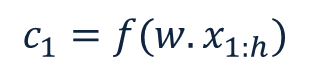 c₁ = f(w. x₁:ₕ)